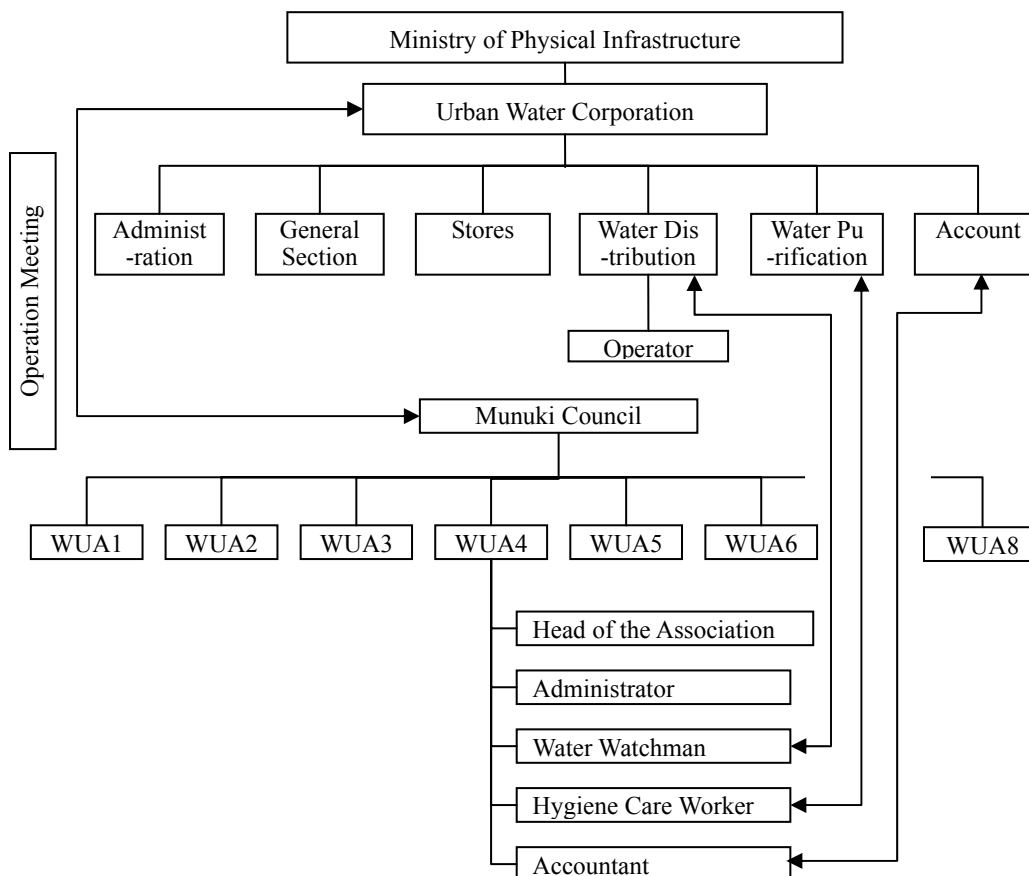 Ministry of Physical Infrastructure
Urban Water Corporation
Operation Meeting
Administ
-ration
General
Section
Stores
Water Dis
-tribution
Water Pu
-rification
Account
Operator
Munuki Council
WUA1
WUA2
WUA3
WUA4
WUA5
WUA6
WUA8
Head of the Association
Administrator
Water Watchman
Hygiene Care Worker
Accountant